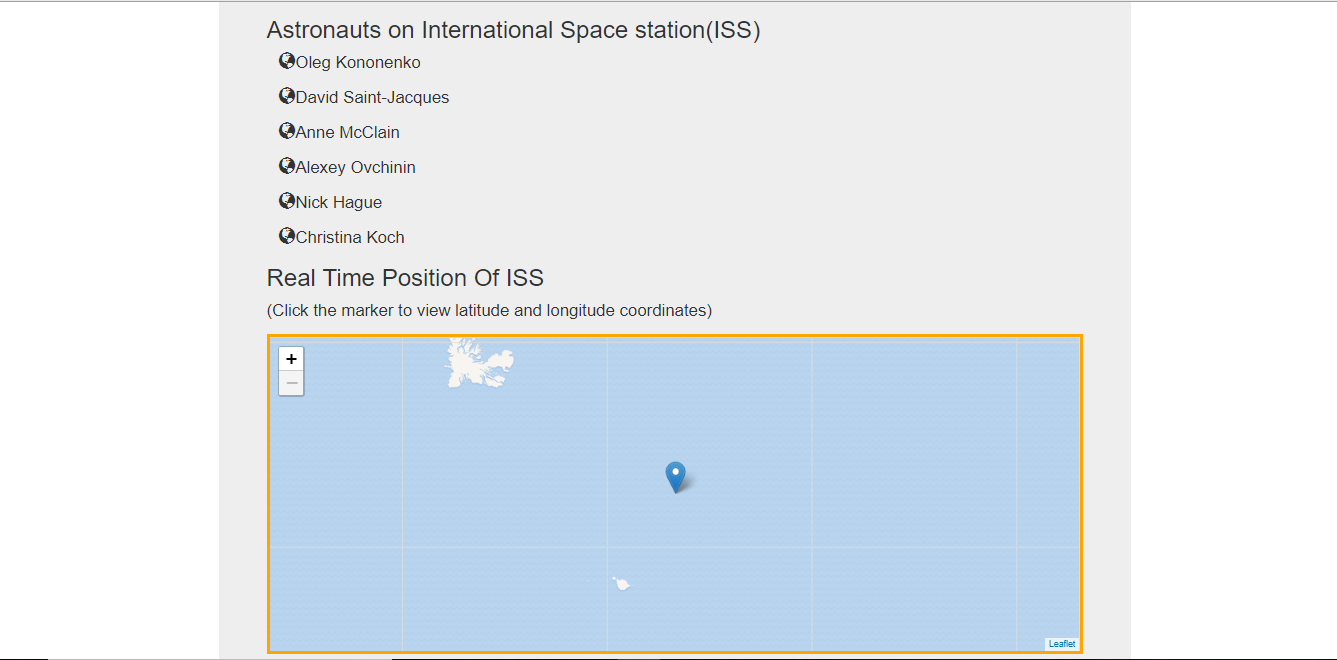 Astronauts on International Space station(ISS)
Oleg Kononenko
David Saint-Jacques
Anne McClain
Alexey Ovchinin
Nick Hague
Christina Koch
Real Time Position Of ISS
(Click the marker to view latitude and longitude coordinates)
+
−
Leaflet